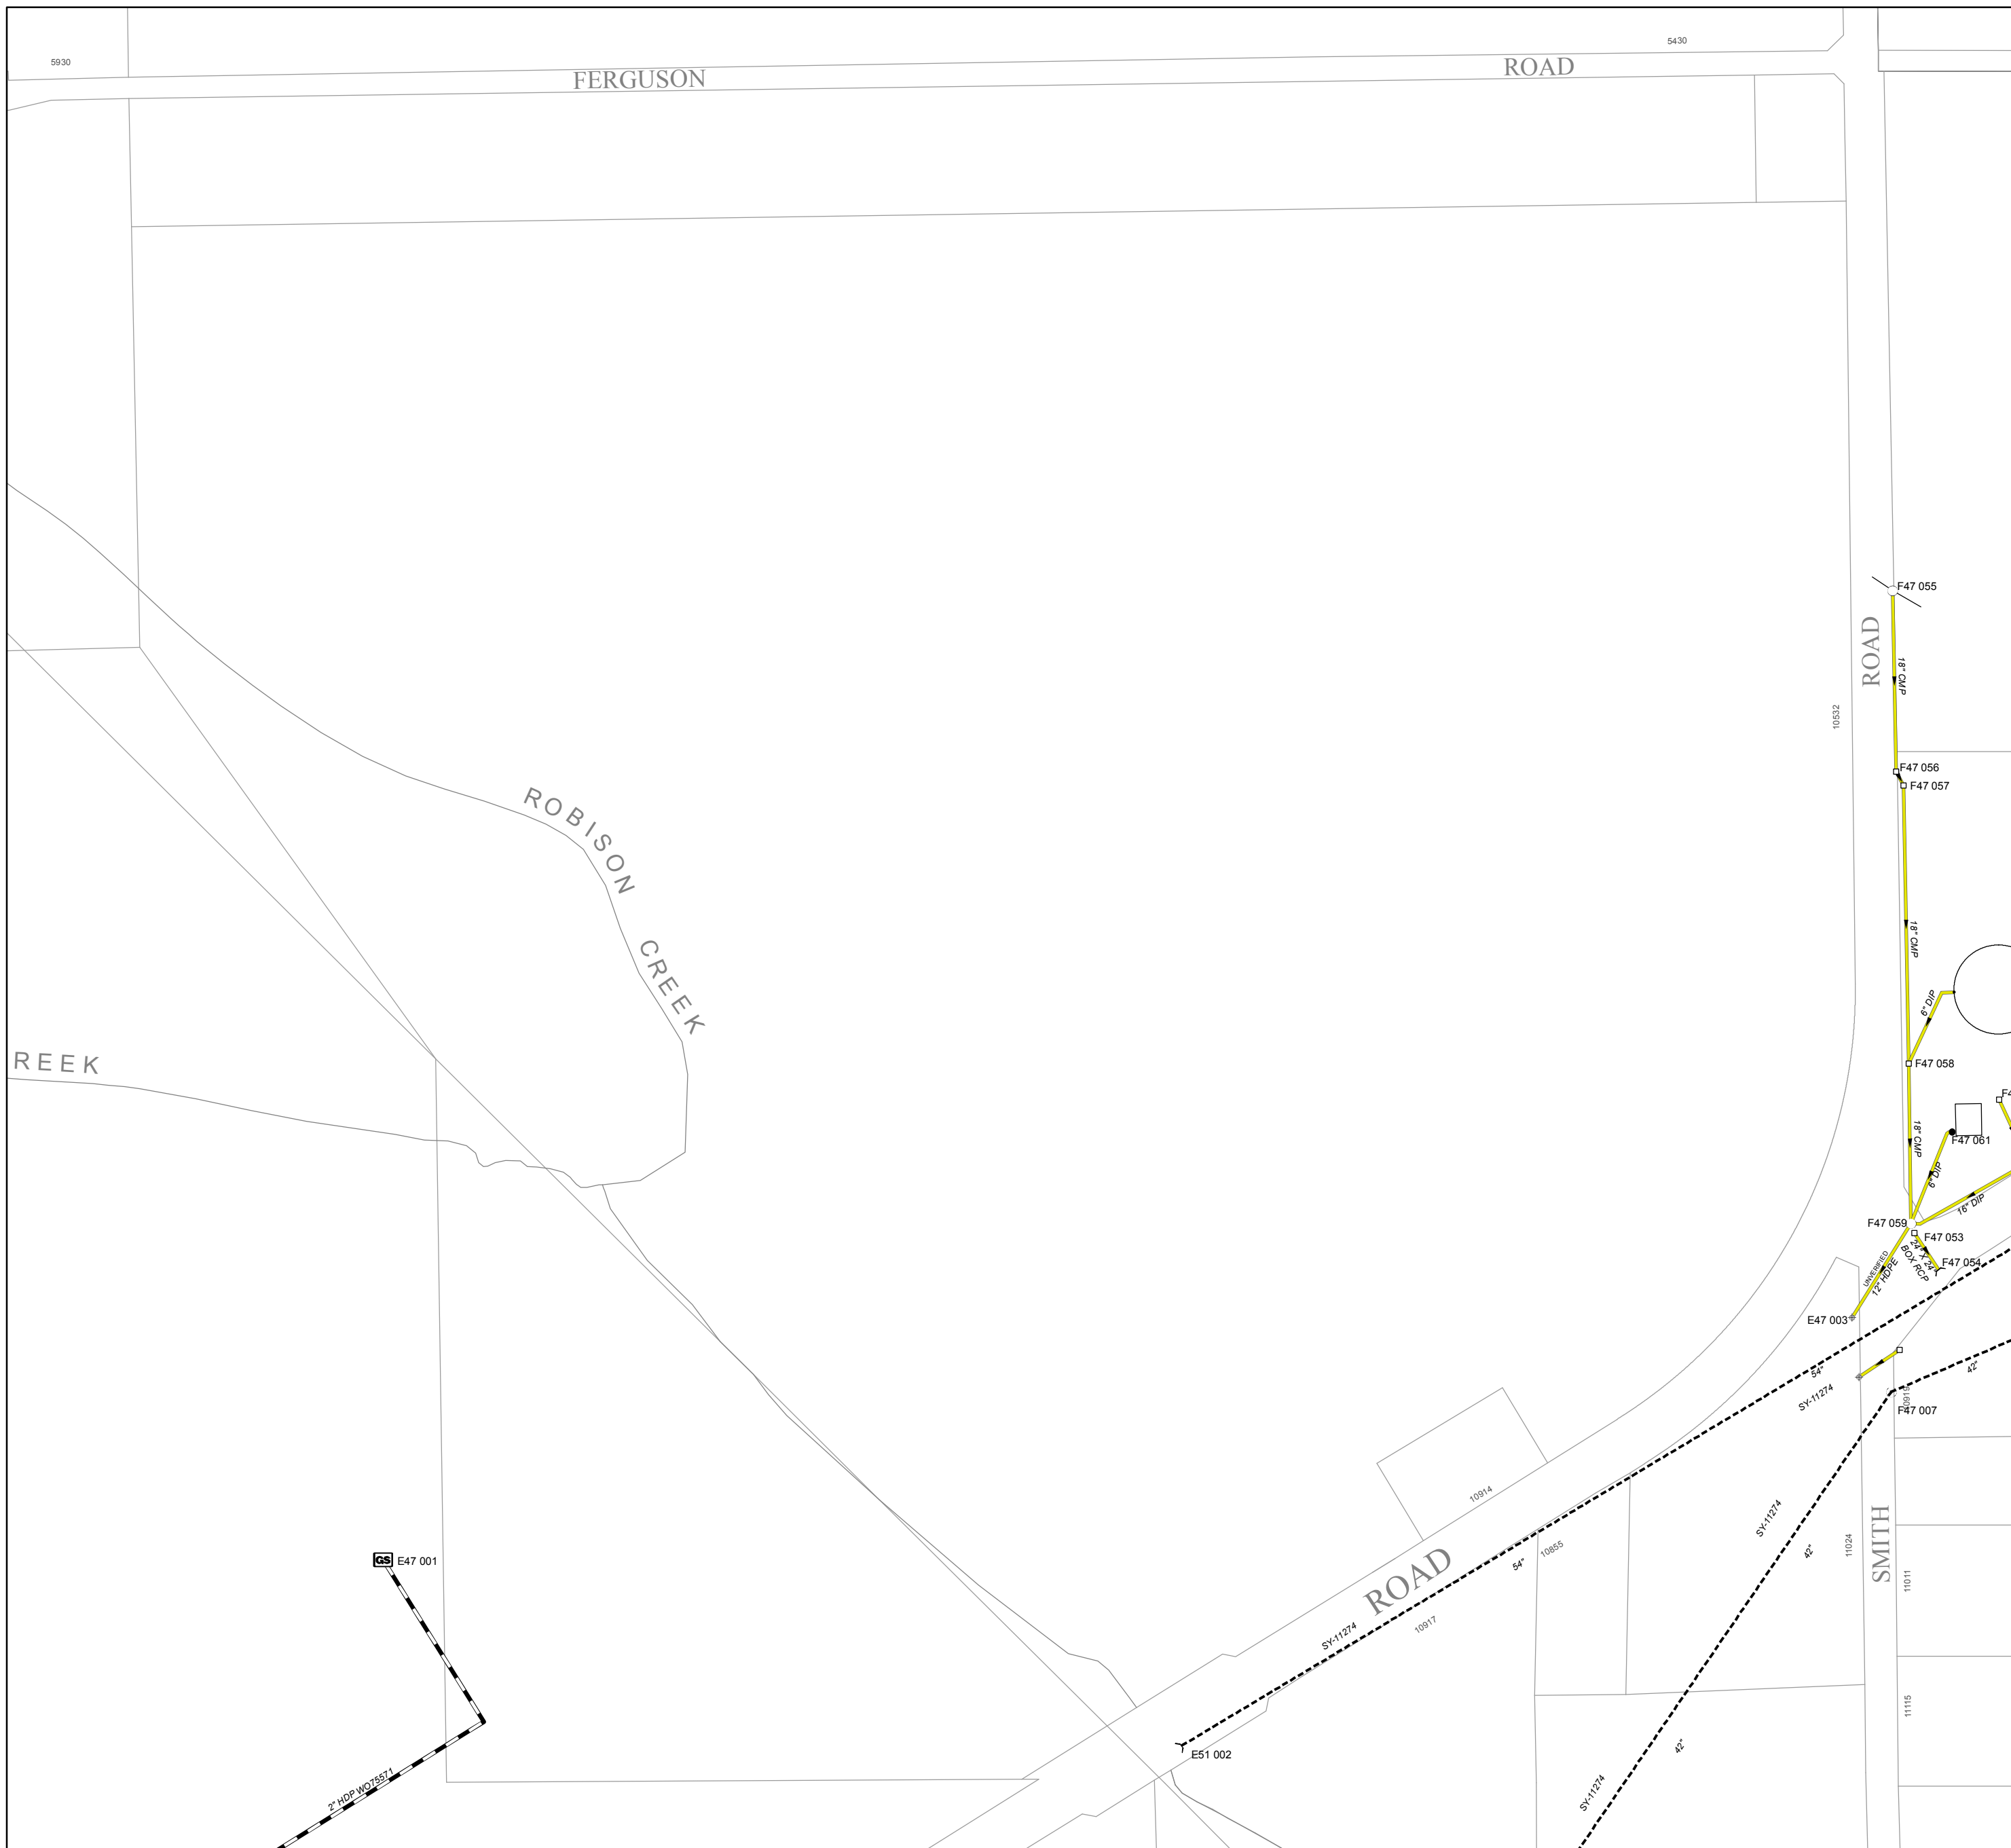 5930
5430
FERGUSON
ROAD
F47 055
ROAD
18" CMP
10532
F47 056
F47 057
ROBISON
CREEK
18" CMP
6" DIP
REEK
F47 058
18" CMP
F47 061
6" DIP
16" DIP
F47 059
F47 053
24" X 24"
BOX RCP
F47 054
UNVERIFIED
12" HDPE
E47 003
54"
SY-11274
42"
10919
F47 007
10914
SY-11274
42"
SMITH
11024
11011
ROAD
54"
10855
10917
SY-11274
GS
E47 001
11115
42"
E51 002
SY-11274
2" HDP WO75571